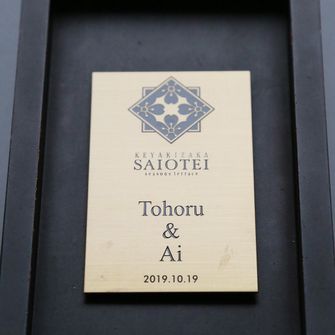 KEYAKIZAKA
SAIOTEI
seasons terrace
Tohoru
&
Ai
2019.10.19